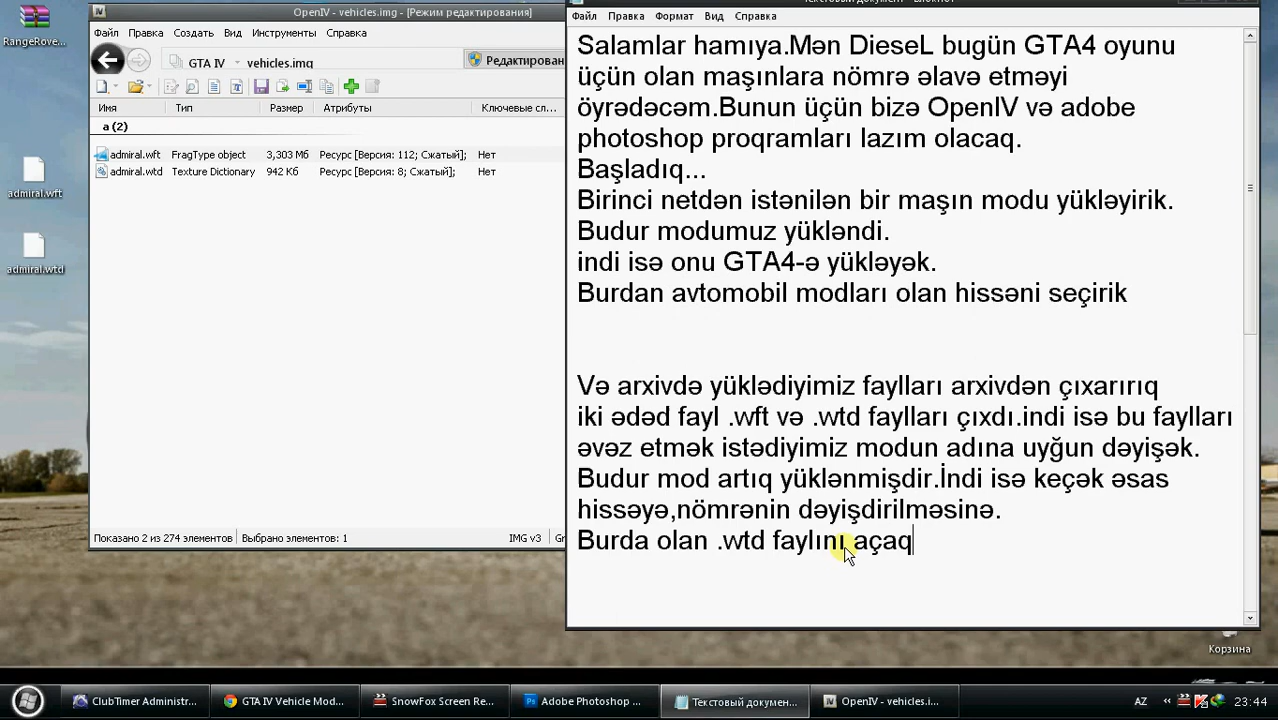 RangeRove...
admiral.wft
admiral.wtd
OpenIV - vehicles.img - [Режим редактирования]
Файл Правка Создать Вид Инструменты Справка
GTA IV vehicles.img
Редактирован
Имя Тип Размер Атрибуты Ключевые сл...
a (2)
admiral.wft FragType object 3,303 Мб Ресурс [Версия: 112; Сжатый]; Нет
admiral.wtd Texture Dictionary 942 Кб Ресурс [Версия: 8; Сжатый]; Нет
Показано 2 из 274 элементов Выбрано элементов: 1 IMG v3
Файл Правка Формат Вид Справка
Salamlar hamıya.Mən DieseL bugün GTA4 oyunu
üçün olan maşınlara nömrə əlavə etməyi
öyrədəcəm.Bunun üçün bizə OpenIV və adobe
photoshop proqramları lazım olacaq.
Başladıq...
Birinci netdən istənilən bir maşın modu yükləyirik.
Budur modumuz yükləndi.
indi isə onu GTA4-ə yükləyək.
Burdan avtomobil modları olan hissəni seçirik
Və arxivdə yüklədiyimiz faylları arxivdən çıxarırıq
iki ədəd fayl .wft və .wtd faylları çıxdı.indi isə bu faylları
əvəz etmək istədiyimiz modun adına uyğun dəyişək.
Budur mod artıq yüklənmişdir.İndi isə keçək əsas
hissəyə,nömrənin dəyişdirilməsinə.
Burda olan .wtd faylını açaq
Корзина
ClubTimer Administr... GTA IV Vehicle Mod... SnowFox Screen Re... Adobe Photoshop ... Текстовый докумен... OpenIV - vehicles.i... AZ 23:44